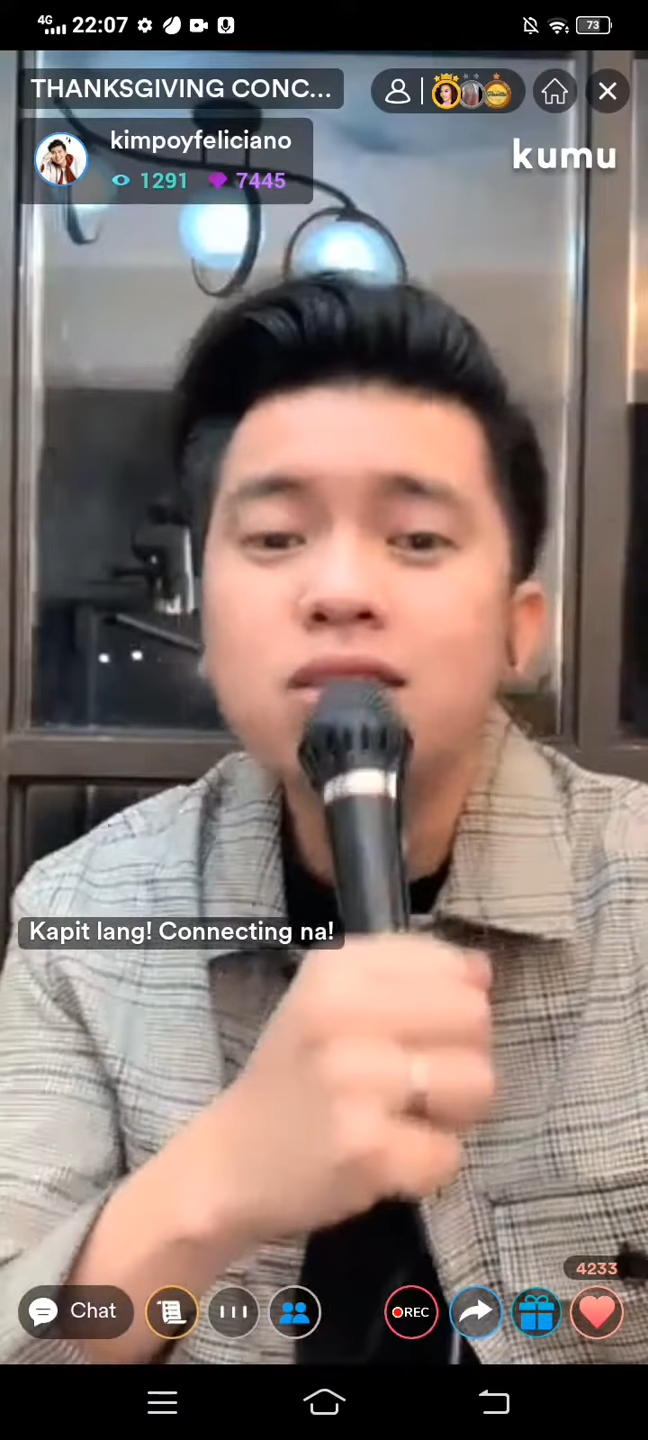 4G 22:07
73
THANKSGIVING CONC...
kimpoyfeliciano
1291 7445
kumu
Kapit lang! Connecting na!
4233
Chat
REC